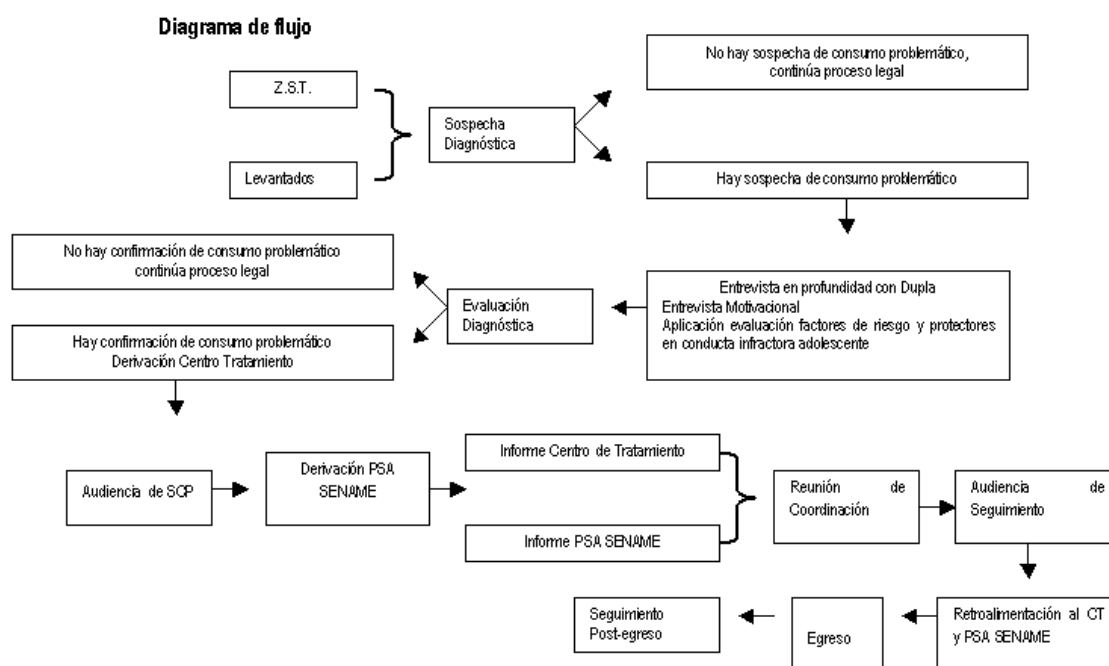 Diagrama de flujo
Z.S.T.
Levantados
Sospecha
Diagnóstica
No hay sospecha de consumo problemático,
continúa proceso legal
Hay sospecha de consumo problemático
Entrevista en profundidad con Dupla
Entrevista Motivacional
Aplicación evaluación factores de riesgo y protectores
en conducta infractora adolescente
Evaluación
Diagnóstica
No hay confirmación de consumo problemático
continúa proceso legal
Hay confirmación de consumo problemático
Derivación Centro Tratamiento
Audiencia de SCP
Derivación PSA
SENAME
Informe Centro de Tratamiento
Informe PSA SENAME
Reunión de
Coordinación
Audiencia de
Seguimiento
Retroalimentación al CT
y PSA SENAME
Egreso
Seguimiento
Post-egreso